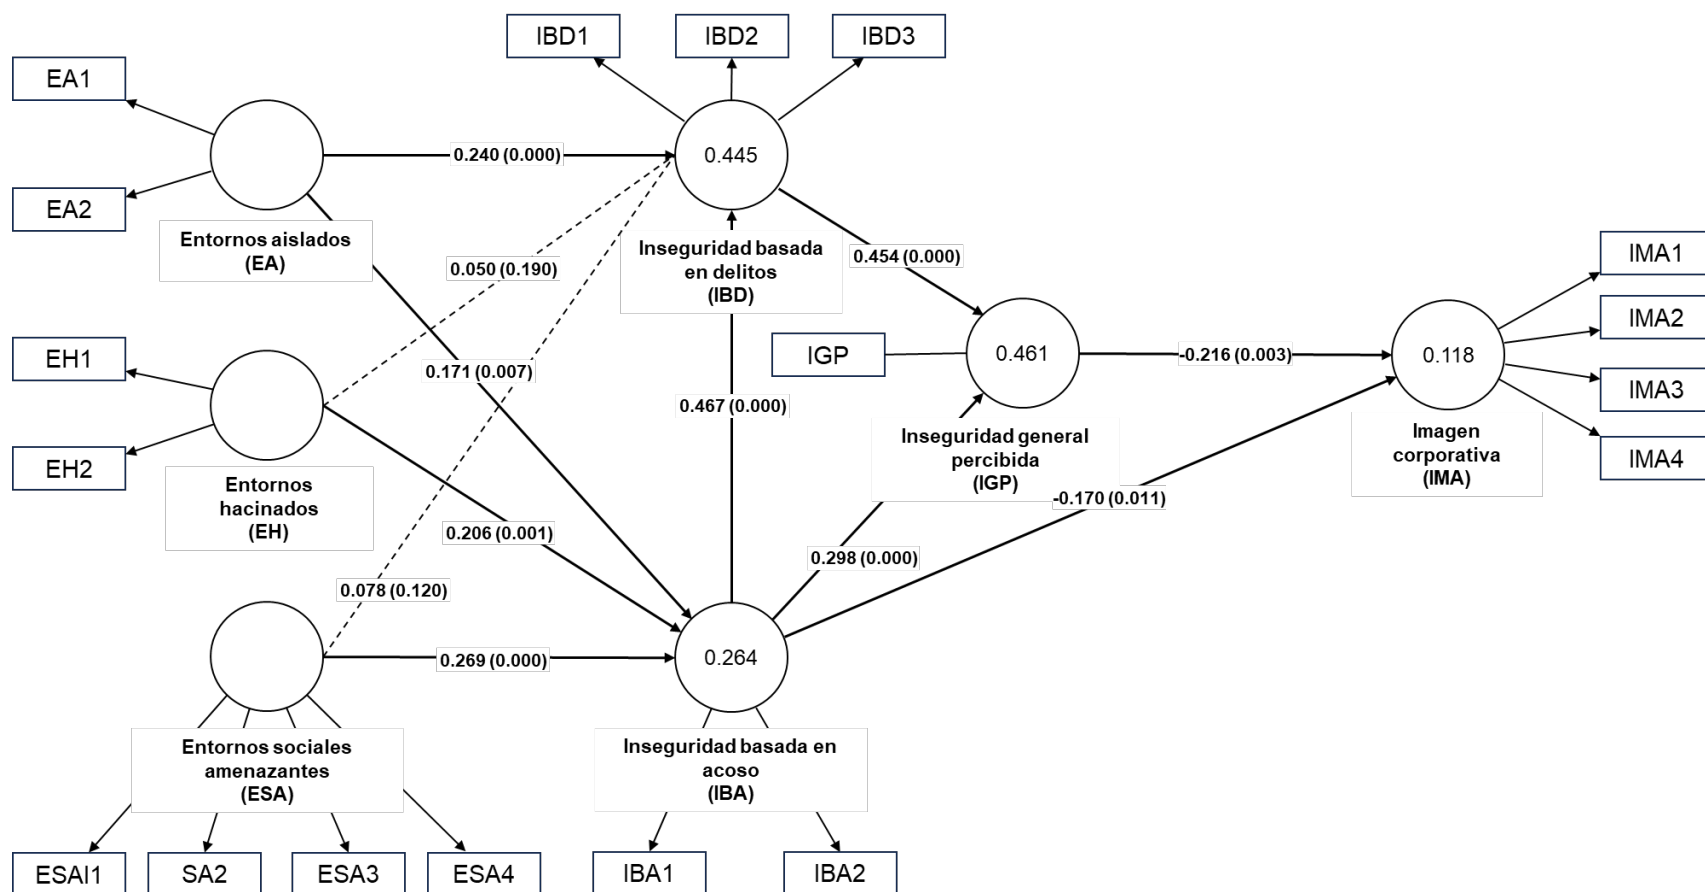 IBD1
IBD2
IBD3
EA1
EA2
0.240 (0.000)
0.445
Entornos aislados
(EA)
Inseguridad basada
en delitos
(IBD)
0.050 (0.190)
0.454 (0.000)
IMA1
IMA2
IMA3
IMA4
EH1
EH2
0.171 (0.007)
IGP
0.461
-0.216 (0.003)
0.118
0.467 (0.000)
Inseguridad general
percibida
(IGP)
Imagen
corporativa
(IMA)
Entornos
hacinados
(EH)
0.206 (0.001)
-0.170 (0.011)
0.298 (0.000)
0.078 (0.120)
0.269 (0.000)
0.264
Entornos sociales
amenazantes
(ESA)
Inseguridad basada en
acoso
(IBA)
ESAI1
SA2
ESA3
ESA4
IBA1
IBA2